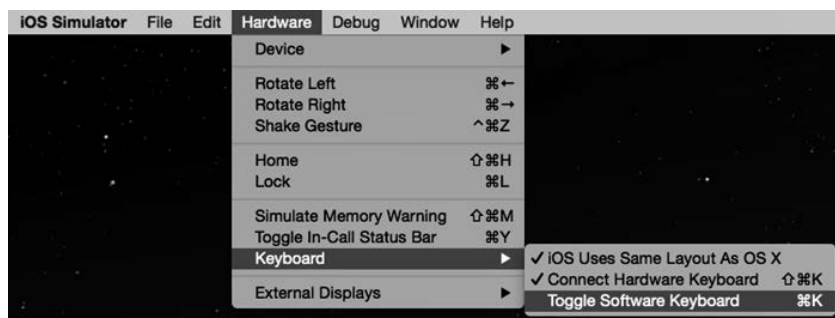 iOS Simulator File Edit Hardware Debug Window Help
Device ▶
Rotate Left ⌘←
Rotate Right ⌘→
Shake Gesture ^⌘Z
Home ⇧⌘H
Lock ⌘L
Simulate Memory Warning ⇧⌘M
Toggle In-Call Status Bar ⌘Y
Keyboard ▶
External Displays ▶
✓ iOS Uses Same Layout As OS X
✓ Connect Hardware Keyboard ⇧⌘K
Toggle Software Keyboard ⌘K